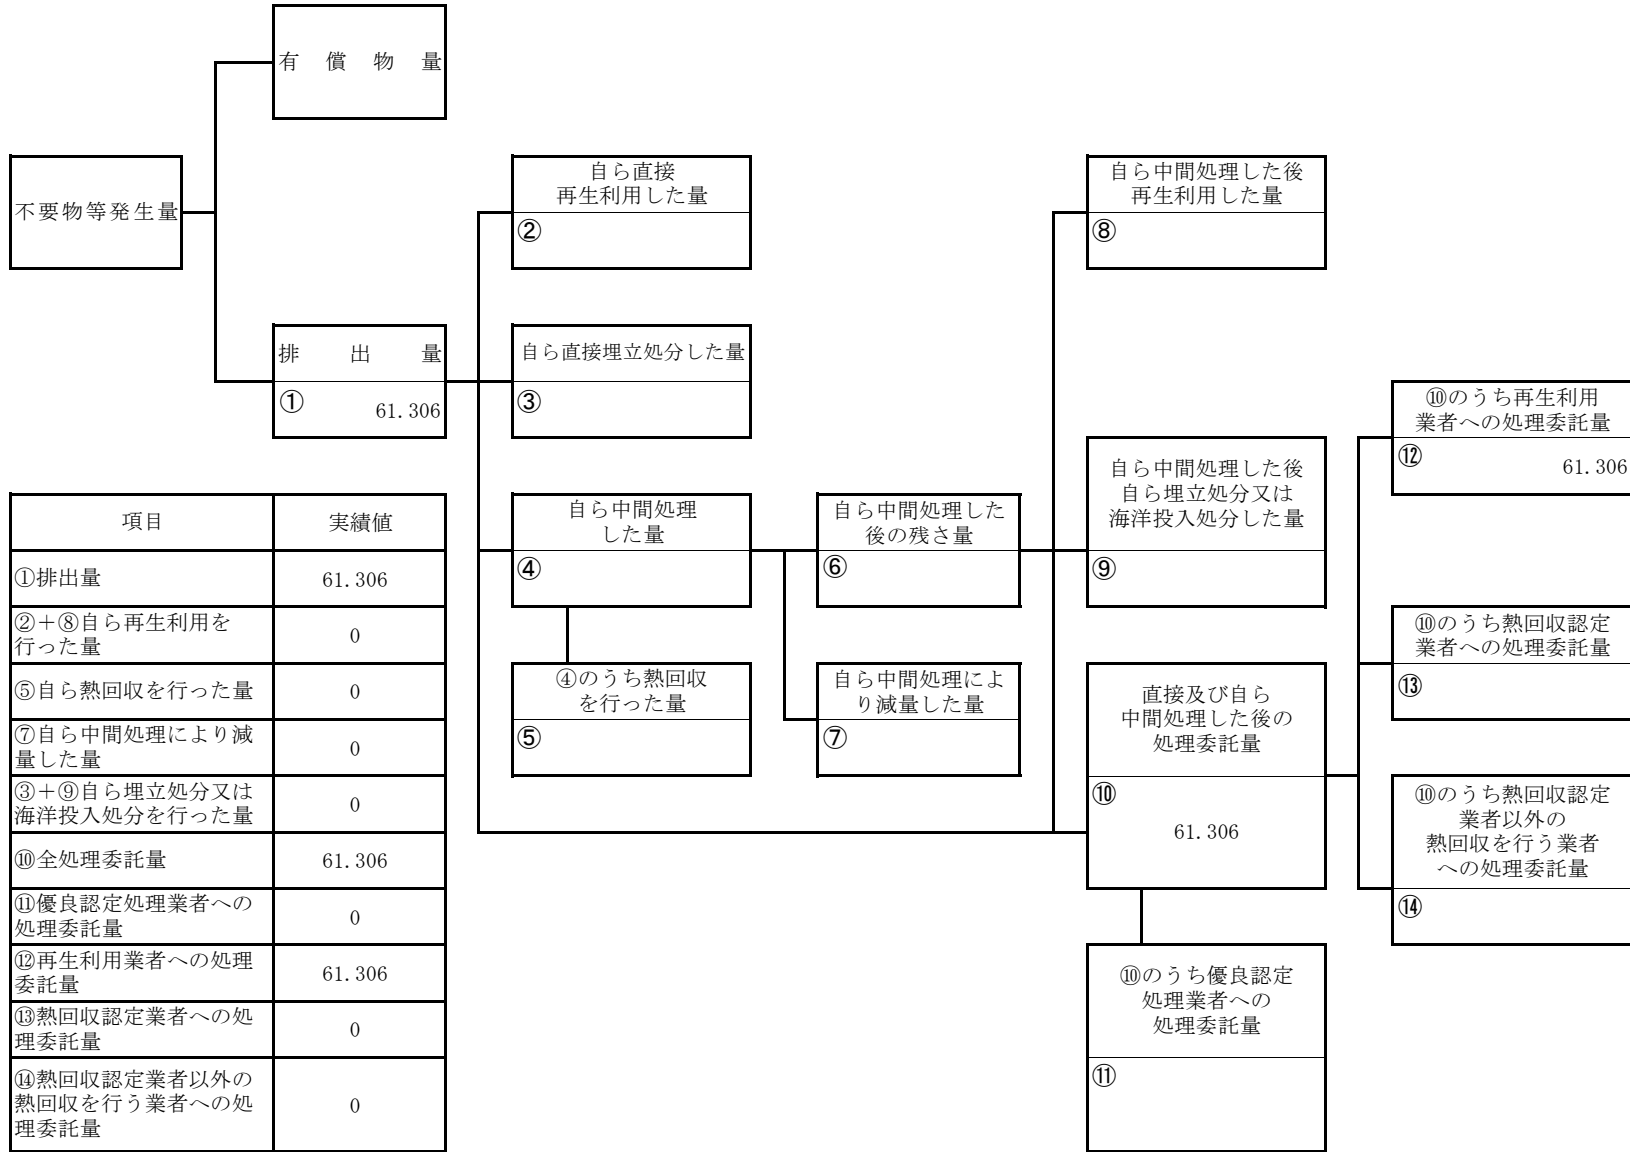 有償物量
不要物等発生量
排出量
① 61.306
自ら直接
再生利用した量
②
自ら直接埋立処分した量
③
自ら中間処理
した量
④
④のうち熱回収
を行った量
⑤
自ら中間処理した
後の残さ量
⑥
自ら中間処理によ
り減量した量
⑦
自ら中間処理した後
再生利用した量
⑧
自ら中間処理した後
自ら埋立処分又は
海洋投入処分した量
⑨
直接及び自ら
中間処理した後の
処理委託量
⑩
61.306
⑩のうち優良認定
処理業者への
処理委託量
⑪
⑩のうち再生利用
業者への処理委託量
⑫ 61.306
⑩のうち熱回収認定
業者への処理委託量
⑬
⑩のうち熱回収認定
業者以外の
熱回収を行う業者
への処理委託量
⑭
項目 実績値
①排出量 61.306
②＋⑧自ら再生利用を
行った量 0
⑤自ら熱回収を行った量 0
⑦自ら中間処理により減
量した量 0
③＋⑨自ら埋立処分又は
海洋投入処分を行った量 0
⑩全処理委託量 61.306
⑪優良認定処理業者への
処理委託量 0
⑫再生利用業者への処理
委託量 61.306
⑬熱回収認定業者への処
理委託量 0
⑭熱回収認定業者以外の
熱回収を行う業者への処
理委託量 0